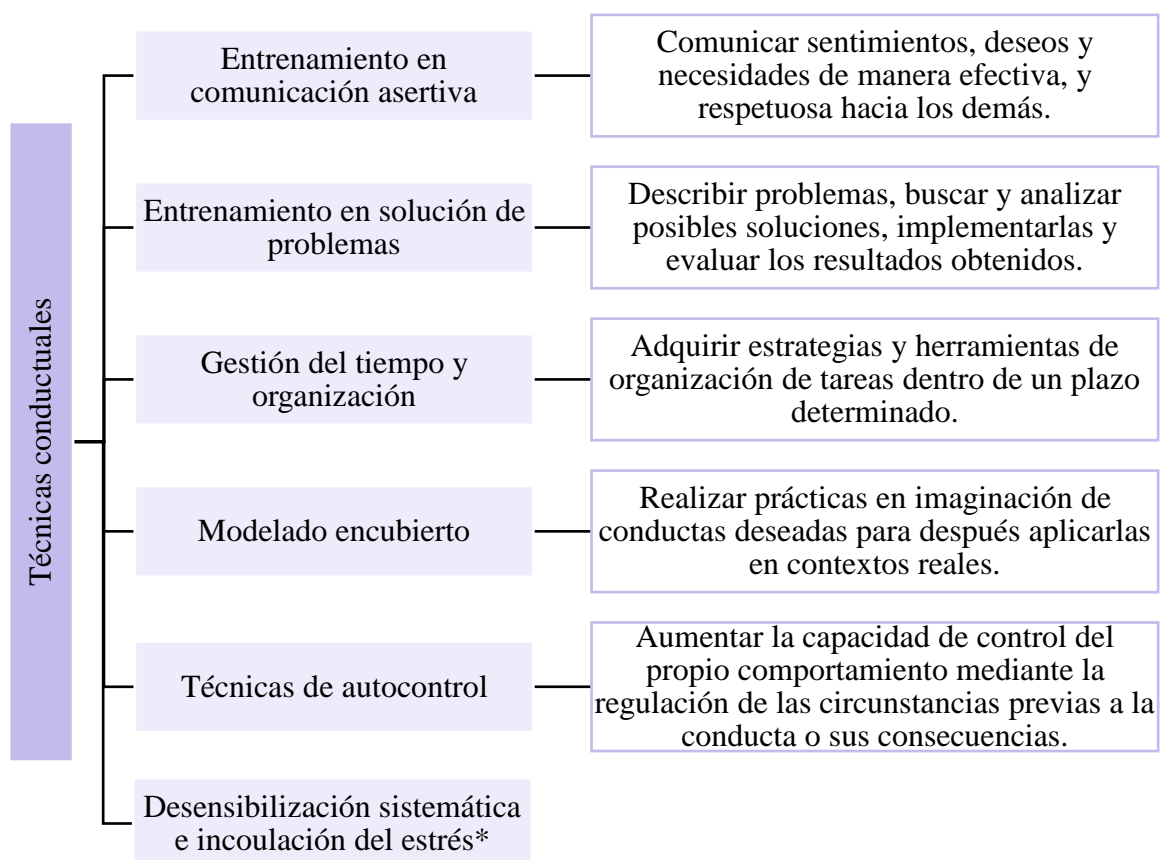 Técnicas conductuales
Entrenamiento en
comunicación asertiva
Comunicar sentimientos, deseos y
necesidades de manera efectiva, y
respetuosa hacia los demás.
Entrenamiento en solución de
problemas
Describir problemas, buscar y analizar
posibles soluciones, implementarlas y
evaluar los resultados obtenidos.
Gestión del tiempo y
organización
Adquirir estrategias y herramientas de
organización de tareas dentro de un plazo
determinado.
Modelado encubierto
Realizar prácticas en imaginación de
conductas deseadas para después aplicarlas
en contextos reales.
Técnicas de autocontrol
Aumentar la capacidad de control del
propio comportamiento mediante la
regulación de las circunstancias previas a la
conducta o sus consecuencias.
Desensibilización sistemática
e incoulación del estrés*